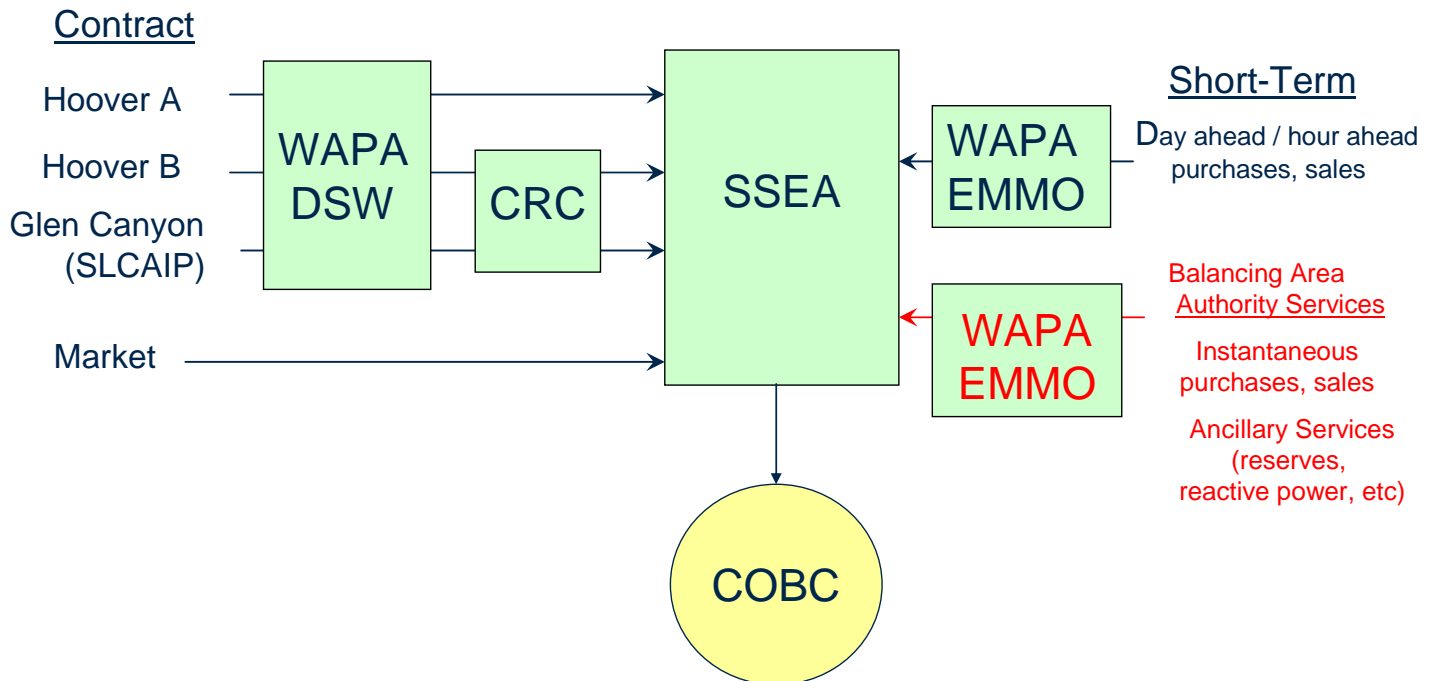 Contract
Hoover A
Hoover B
Glen Canyon
(SLCAIP)
Market
WAPA
DSW
CRC
SSEA
COBC
WAPA
EMMO
Short-Term
Day ahead / hour ahead
purchases, sales
WAPA
EMMO
Balancing Area
Authority Services
Instantaneous
purchases, sales
Ancillary Services
(reserves,
reactive power, etc)